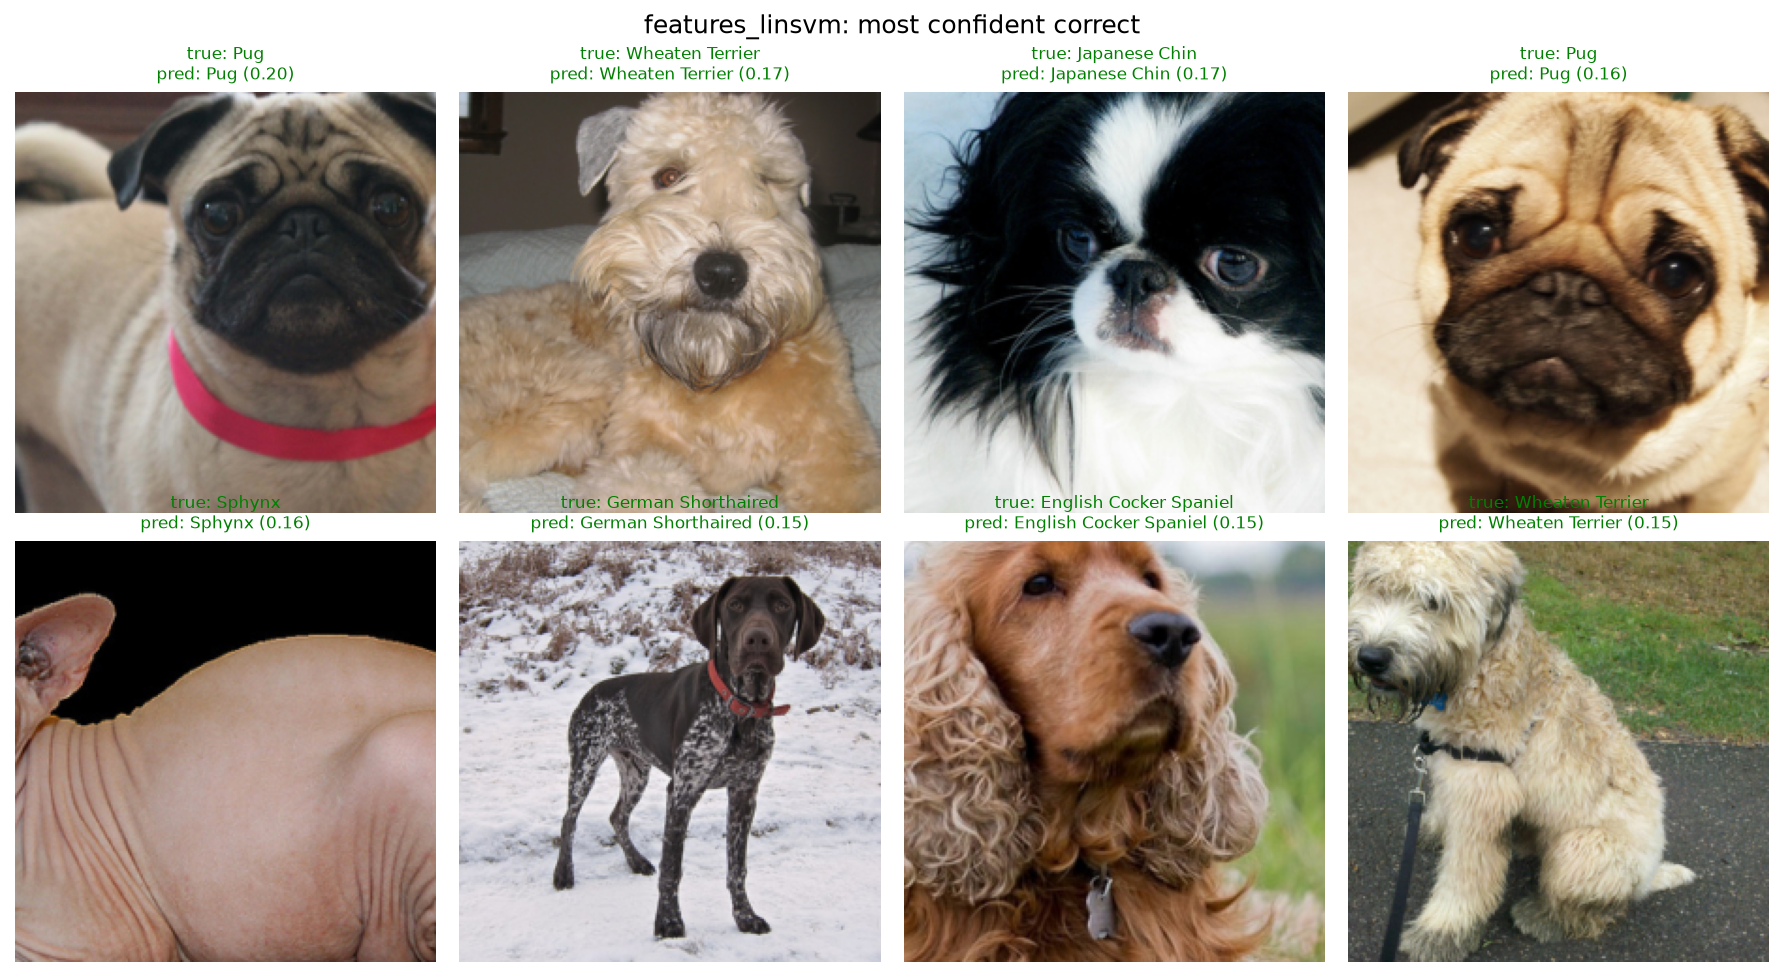 features_linsvm: most confident correct
true: Pug
pred: Pug (0.20)
true: Wheaten Terrier
pred: Wheaten Terrier (0.17)
true: Japanese Chin
pred: Japanese Chin (0.17)
true: Pug
pred: Pug (0.16)
true: Sphynx
pred: Sphynx (0.16)
true: German Shorthaired
pred: German Shorthaired (0.15)
true: English Cocker Spaniel
pred: English Cocker Spaniel (0.15)
true: Wheaten Terrier
pred: Wheaten Terrier (0.15)